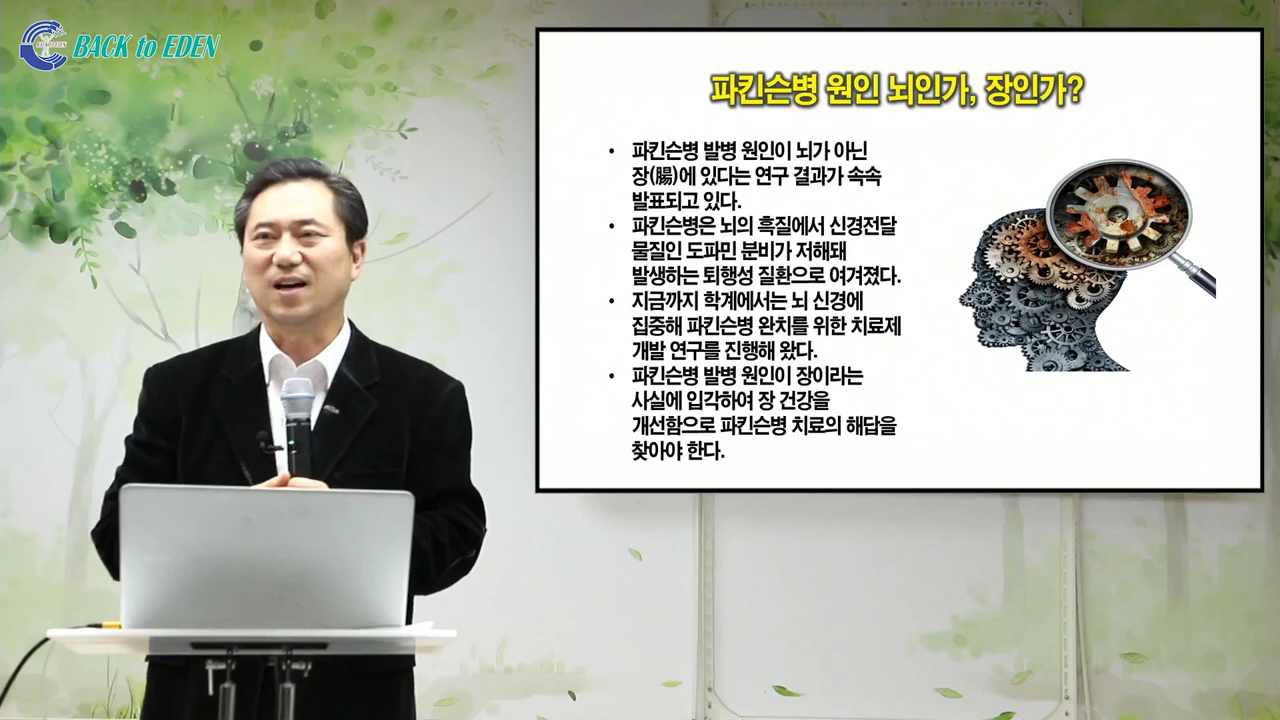 BACK to EDEN
파킨슨병 원인 뇌인가, 장인가?
• 파킨슨병 발병 원인이 뇌가 아닌
장(腸)에 있다는 연구 결과가 속속
발표되고 있다.
• 파킨슨병은 뇌의 흑질에서 신경전달
물질인 도파민 분비가 저해돼
발생하는 퇴행성 질환으로 여겨졌다.
• 지금까지 학계에서는 뇌 신경에
집중해 파킨슨병 완치를 위한 치료제
개발 연구를 진행해 왔다.
• 파킨슨병 발병 원인이 장이라는
사실에 입각하여 장 건강을
개선함으로 파킨슨병 치료의 해답을
찾아야 한다.